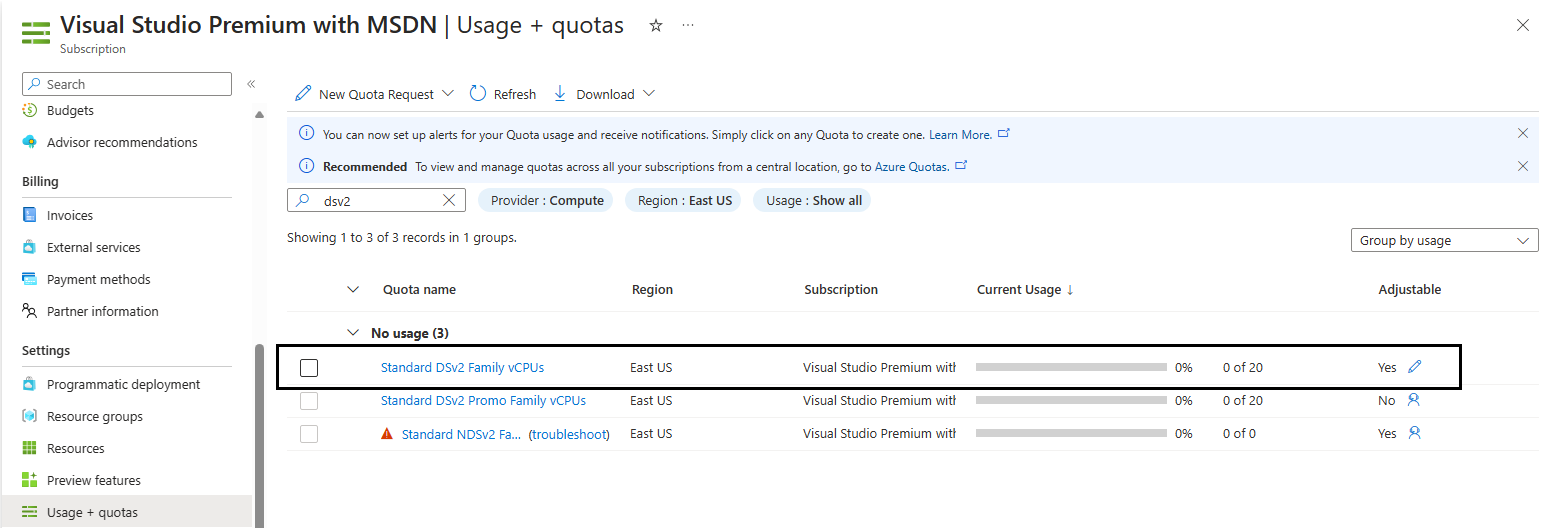 Visual Studio Premium with MSDN | Usage + quotas
Subscription
Search
Budgets
Advisor recommendations
Billing
Invoices
External services
Payment methods
Partner information
Settings
Programmatic deployment
Resource groups
Resources
Preview features
Usage + quotas
New Quota Request Refresh Download
You can now set up alerts for your Quota usage and receive notifications. Simply click on any Quota to create one. Learn More.
Recommended To view and manage quotas across all your subscriptions from a central location, go to Azure Quotas.
dsv2 Provider : Compute Region : East US Usage : Show all
Showing 1 to 3 of 3 records in 1 groups.
Group by usage
Quota name Region Subscription Current Usage ↓ Adjustable
No usage (3)
Standard DSv2 Family vCPUs East US Visual Studio Premium with 0% 0 of 20 Yes
Standard DSv2 Promo Family vCPUs East US Visual Studio Premium with 0% 0 of 20 No
Standard NDSv2 Fa... (troubleshoot) East US Visual Studio Premium with 0% 0 of 0 Yes